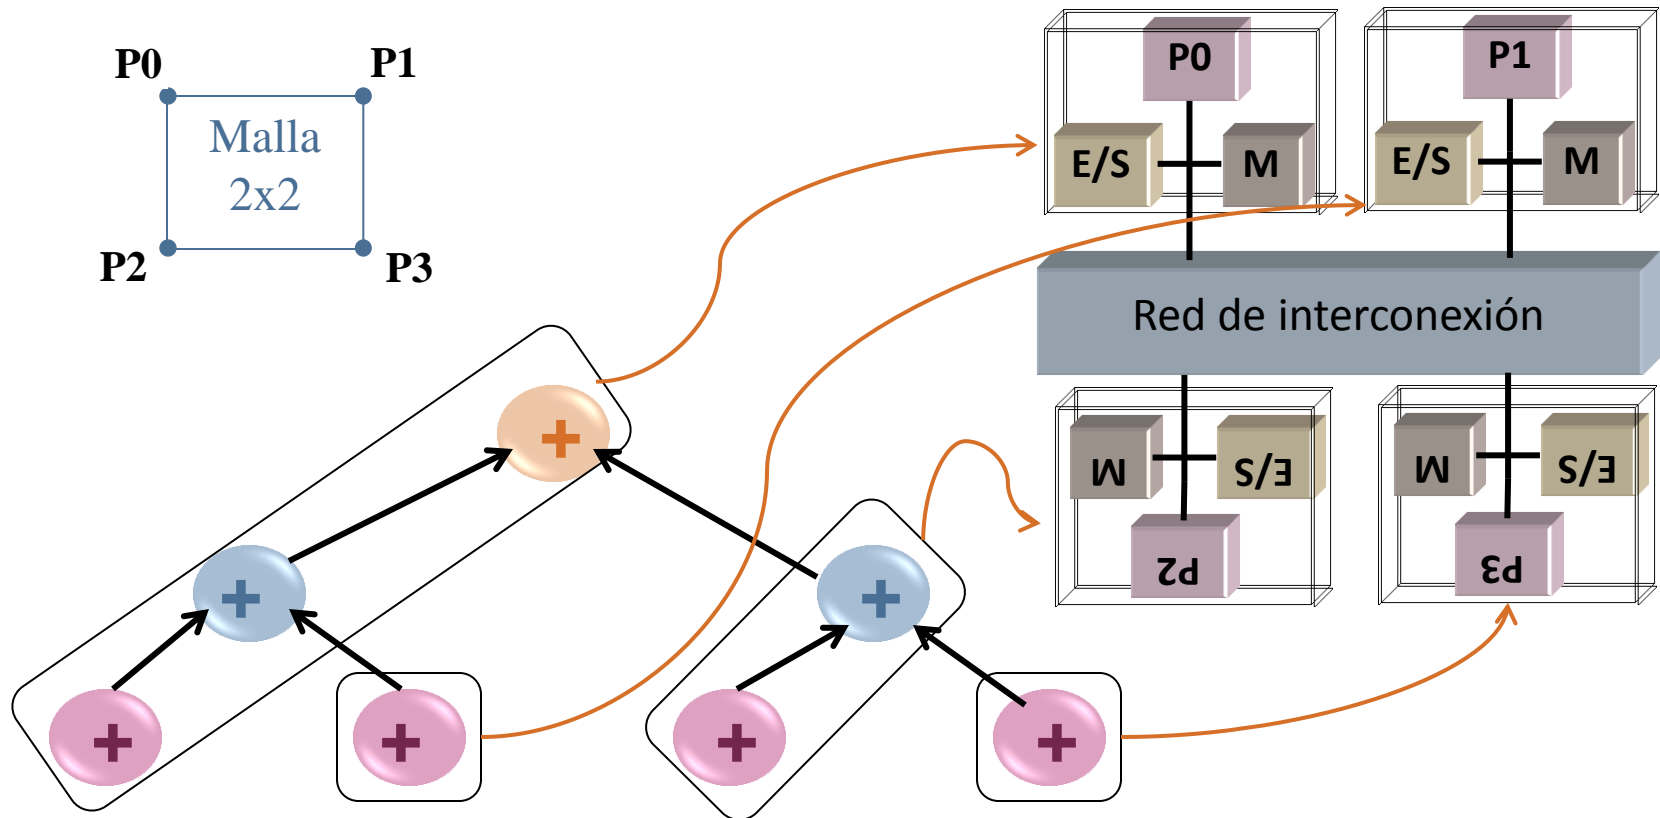 P0 P1
Malla
2x2
P2 P3
P0
E/S M
P1
E/S M
Red de interconexión
M E/S
P2
M E/S
P3
+
+ +
+ + + +